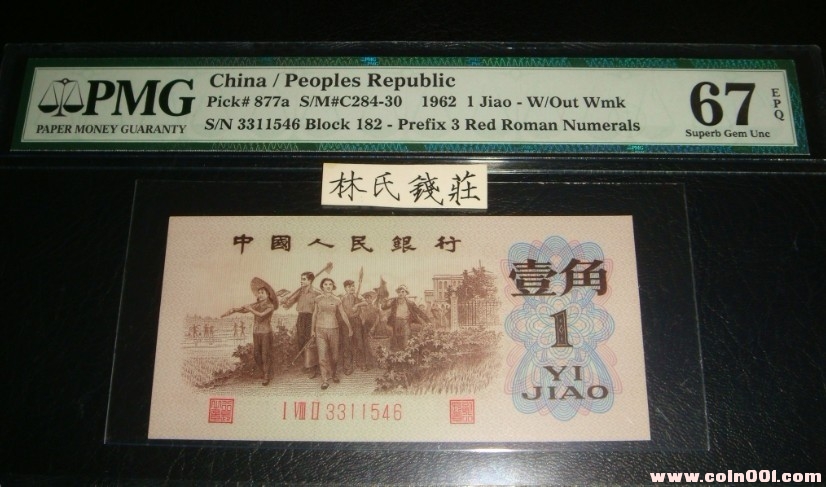 PMG
PAPER MONEY GUARANTY
China / Peoples Republic
Pick# 877a S/M#C284-30 1962 1 Jiao - W/Out Wmk
S/N 3311546 Block 182 - Prefix 3 Red Roman Numerals
67 EPQ
Superb Gem Unc
林氏錢莊
中國人民銀行
壹角
1
YI
JIAO
I VIII II 3311546
www.coin001.com